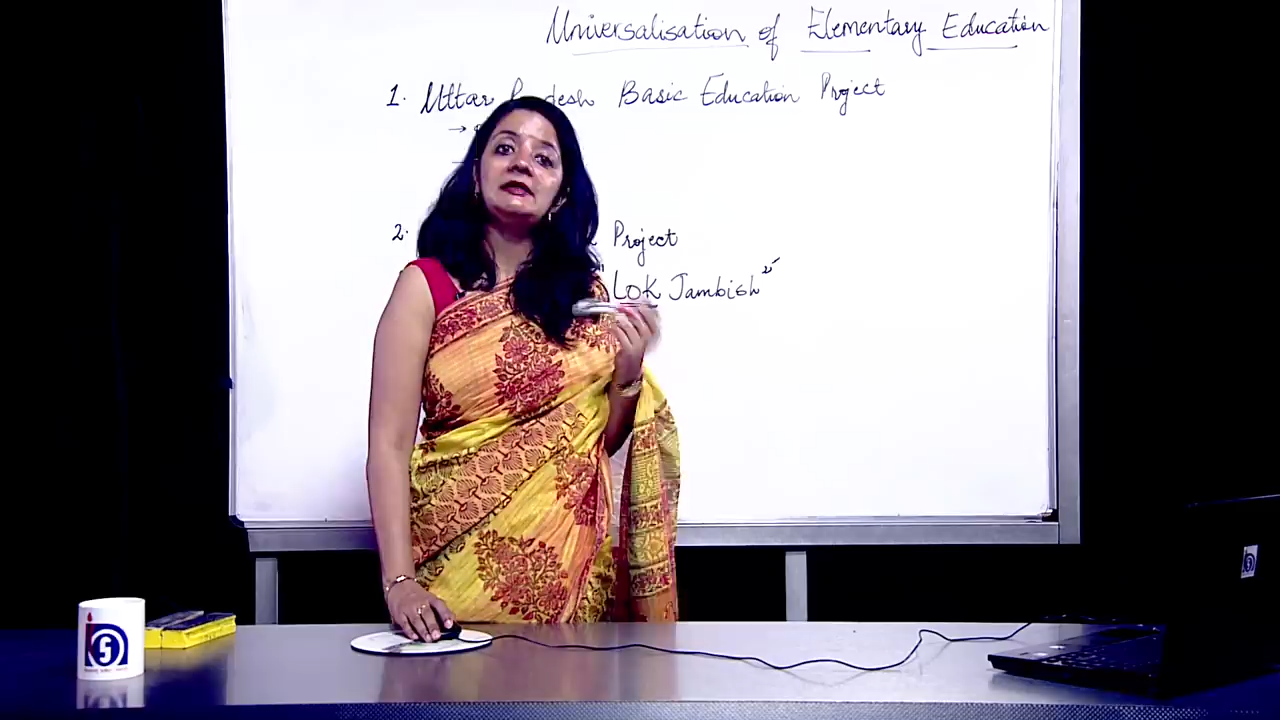 Universalisation of Elementary Education
1. Uttar Pradesh Basic Education Project
→
2. Project
"Lok Jambish"